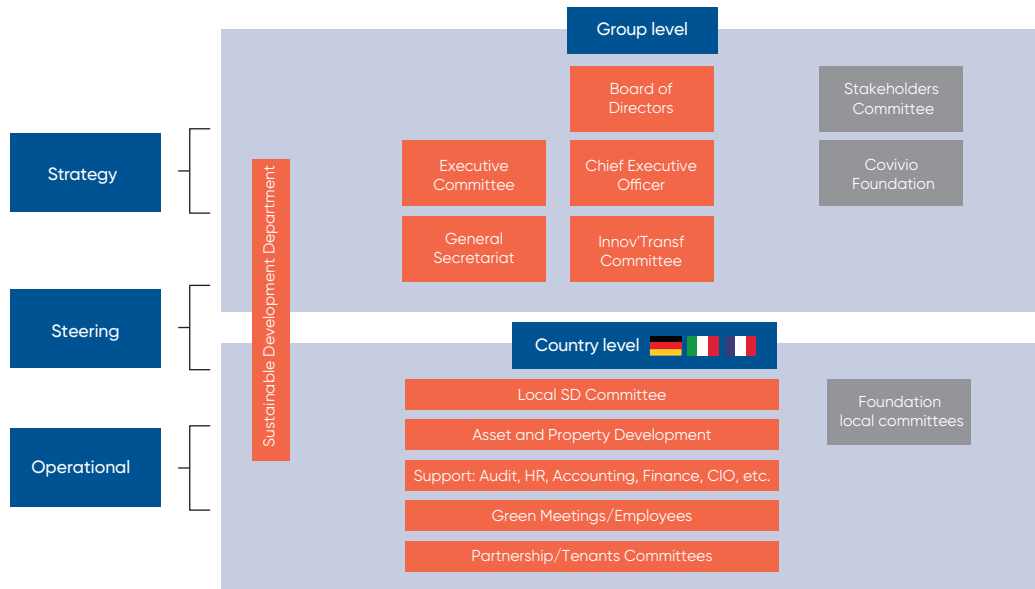 Group level
Board of
Directors
Stakeholders
Committee
Strategy
Executive
Committee
Chief Executive
Officer
Covivio
Foundation
General
Secretariat
Innov'Transf
Committee
Sustainable Development Department
Steering
Country level
Local SD Committee
Foundation
local committees
Asset and Property Development
Operational
Support: Audit, HR, Accounting, Finance, CIO, etc.
Green Meetings/Employees
Partnership/Tenants Committees